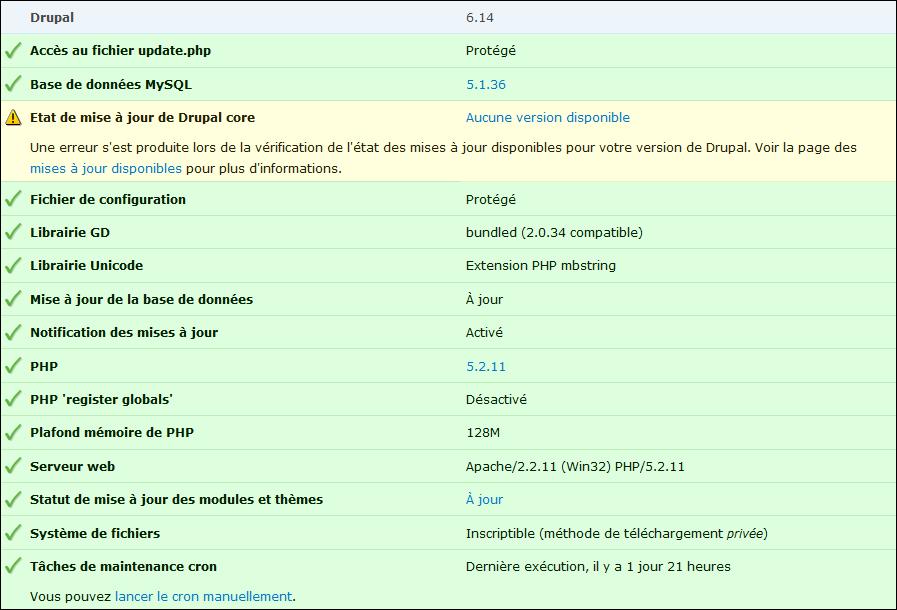 Drupal 6.14
Accès au fichier update.php Protégé
Base de données MySQL 5.1.36
Etat de mise à jour de Drupal core Aucune version disponible
Une erreur s'est produite lors de la vérification de l'état des mises à jour disponibles pour votre version de Drupal. Voir la page des
mises à jour disponibles pour plus d'informations.
Fichier de configuration Protégé
Librairie GD bundled (2.0.34 compatible)
Librairie Unicode Extension PHP mbstring
Mise à jour de la base de données À jour
Notification des mises à jour Activé
PHP 5.2.11
PHP 'register globals' Désactivé
Plafond mémoire de PHP 128M
Serveur web Apache/2.2.11 (Win32) PHP/5.2.11
Statut de mise à jour des modules et thèmes À jour
Système de fichiers Inscriptible (méthode de téléchargement privée)
Tâches de maintenance cron Dernière exécution, il y a 1 jour 21 heures
Vous pouvez lancer le cron manuellement.